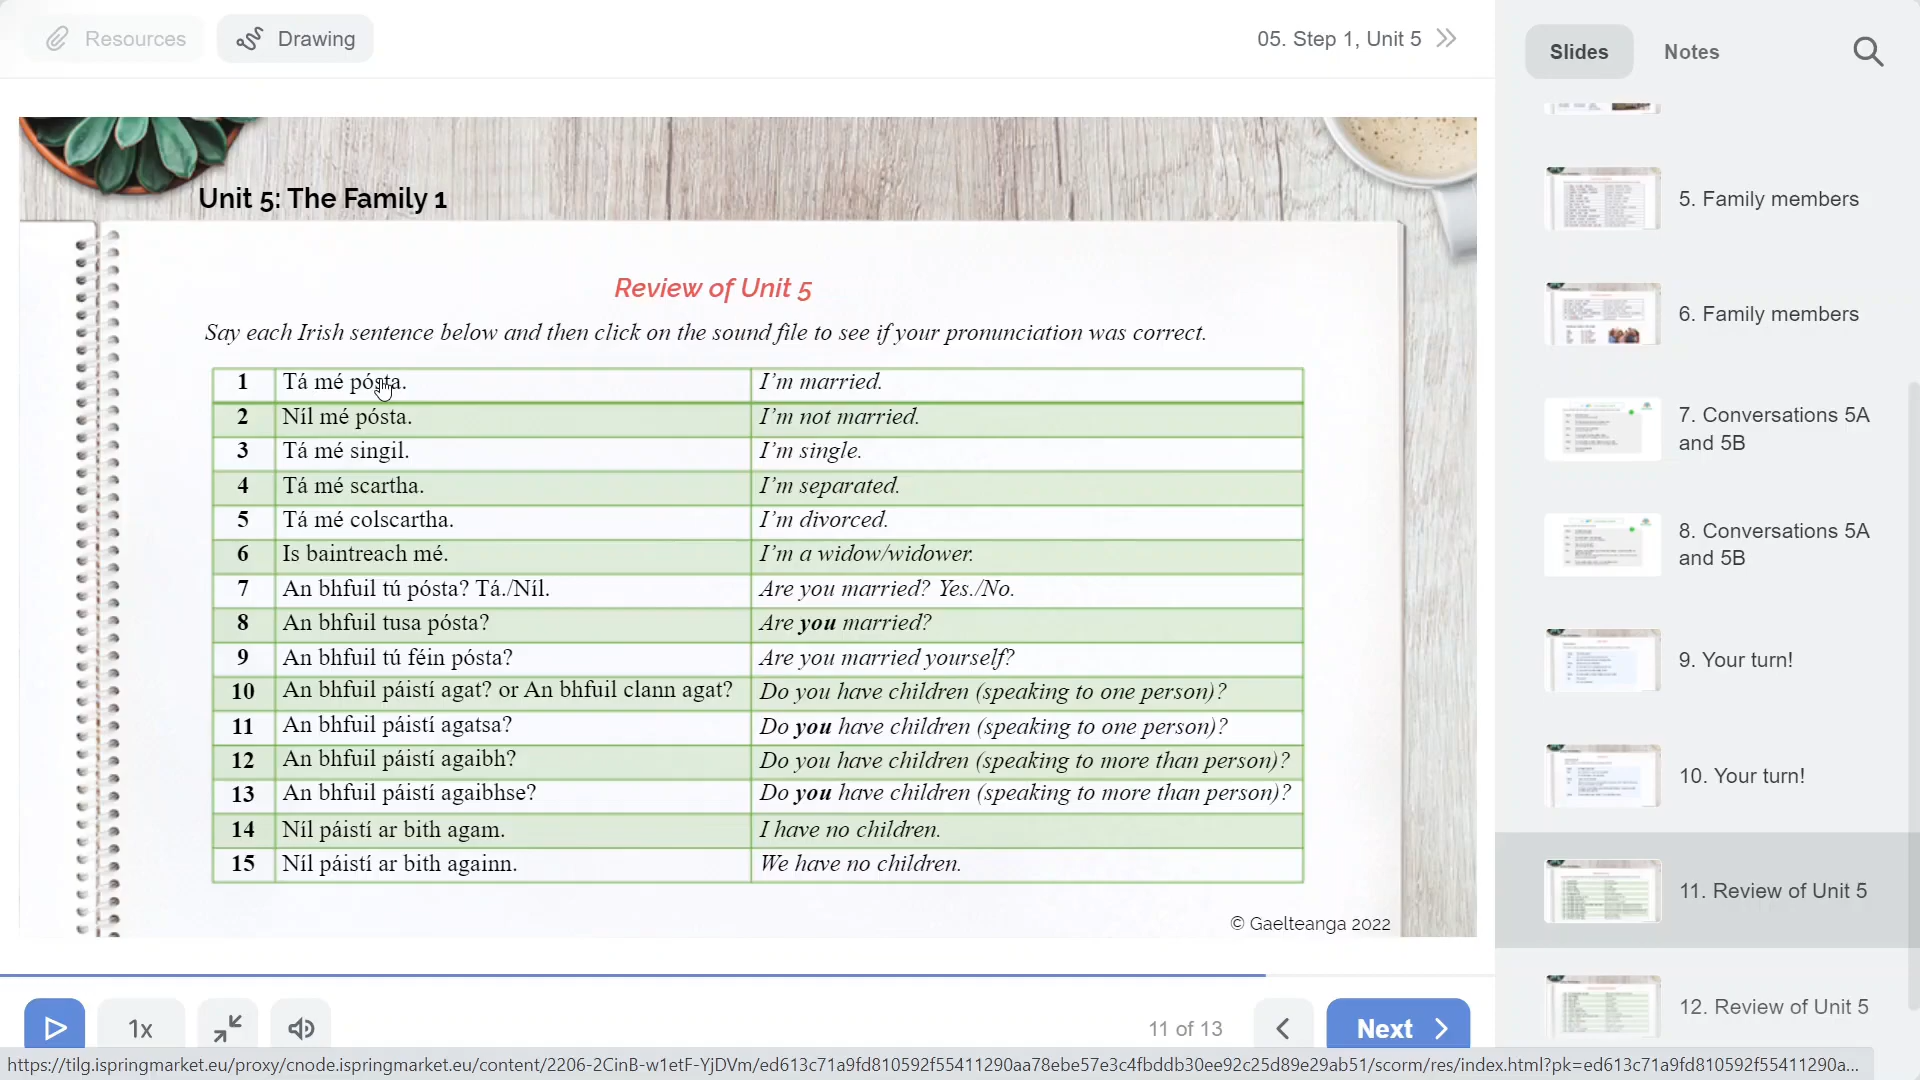 Resources
Drawing
05. Step 1, Unit 5
Slides
Notes
Unit 5: The Family 1
Review of Unit 5
Say each Irish sentence below and then click on the sound file to see if your pronunciation was correct.
1 Tá mé pósta. I'm married.
2 Níl mé pósta. I'm not married.
3 Tá mé singil. I'm single.
4 Tá mé scartha. I'm separated.
5 Tá mé colscartha. I'm divorced.
6 Is baintreach mé. I'm a widow/widower.
7 An bhfuil tú pósta? Tá./Níl. Are you married? Yes./No.
8 An bhfuil tusa pósta? Are you married?
9 An bhfuil tú féin pósta? Are you married yourself?
10 An bhfuil páistí agat? or An bhfuil clann agat? Do you have children (speaking to one person)?
11 An bhfuil páistí agatsa? Do you have children (speaking to one person)?
12 An bhfuil páistí agaibh? Do you have children (speaking to more than person)?
13 An bhfuil páistí agaibhse? Do you have children (speaking to more than person)?
14 Níl páistí ar bith agam. I have no children.
15 Níl páistí ar bith againn. We have no children.
© Gaelteanga 2022
5. Family members
6. Family members
7. Conversations 5A
and 5B
8. Conversations 5A
and 5B
9. Your turn!
10. Your turn!
11. Review of Unit 5
12. Review of Unit 5
1x
11 of 13
Next
https://tilg.ispringmarket.eu/proxy/cnode.ispringmarket.eu/content/2206-2CinB-w1etF-YjDVm/ed613c71a9fd810592f55411290aa78ebe57e3c4fbddb30ee92c25d89e29ab51/scorm/res/index.html?pk=ed613c71a9fd810592f55411290a...